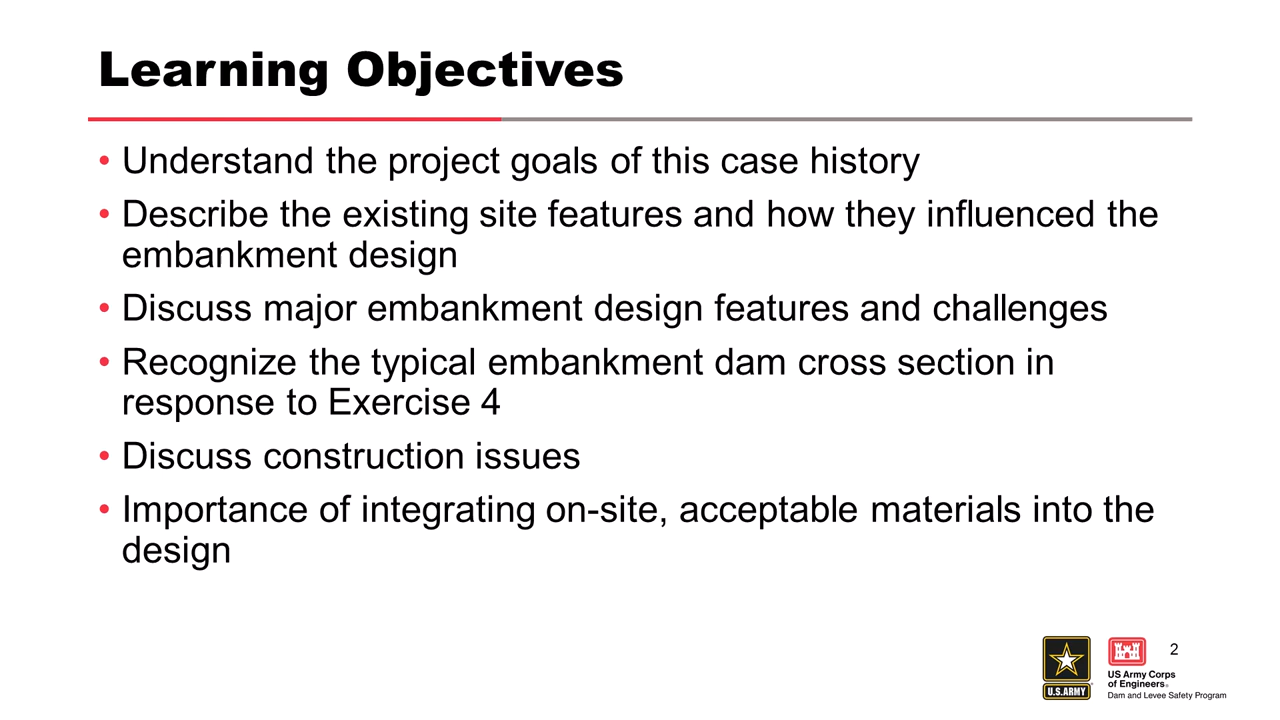 Learning Objectives
• Understand the project goals of this case history
• Describe the existing site features and how they influenced the
embankment design
• Discuss major embankment design features and challenges
• Recognize the typical embankment dam cross section in
response to Exercise 4
• Discuss construction issues
• Importance of integrating on-site, acceptable materials into the
design
2
U.S.ARMY
US Army Corps
of Engineers®
Dam and Levee Safety Program